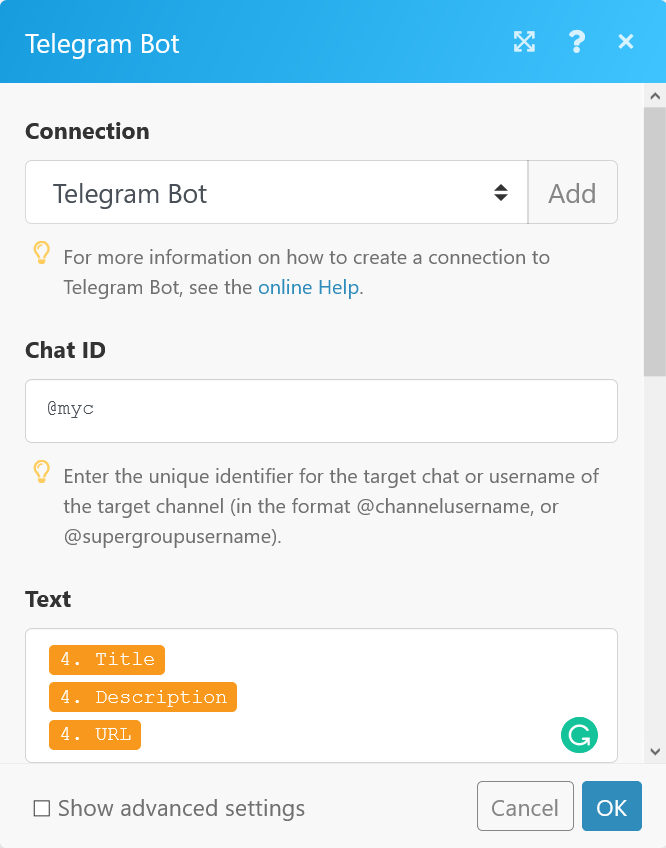 Telegram Bot
Connection
Telegram Bot
Add
For more information on how to create a connection to
Telegram Bot, see the online Help.
Chat ID
@myc
Enter the unique identifier for the target chat or username of
the target channel (in the format @channelusername, or
@supergroupusername).
Text
4. Title
4. Description
4. URL
Show advanced settings
Cancel
OK